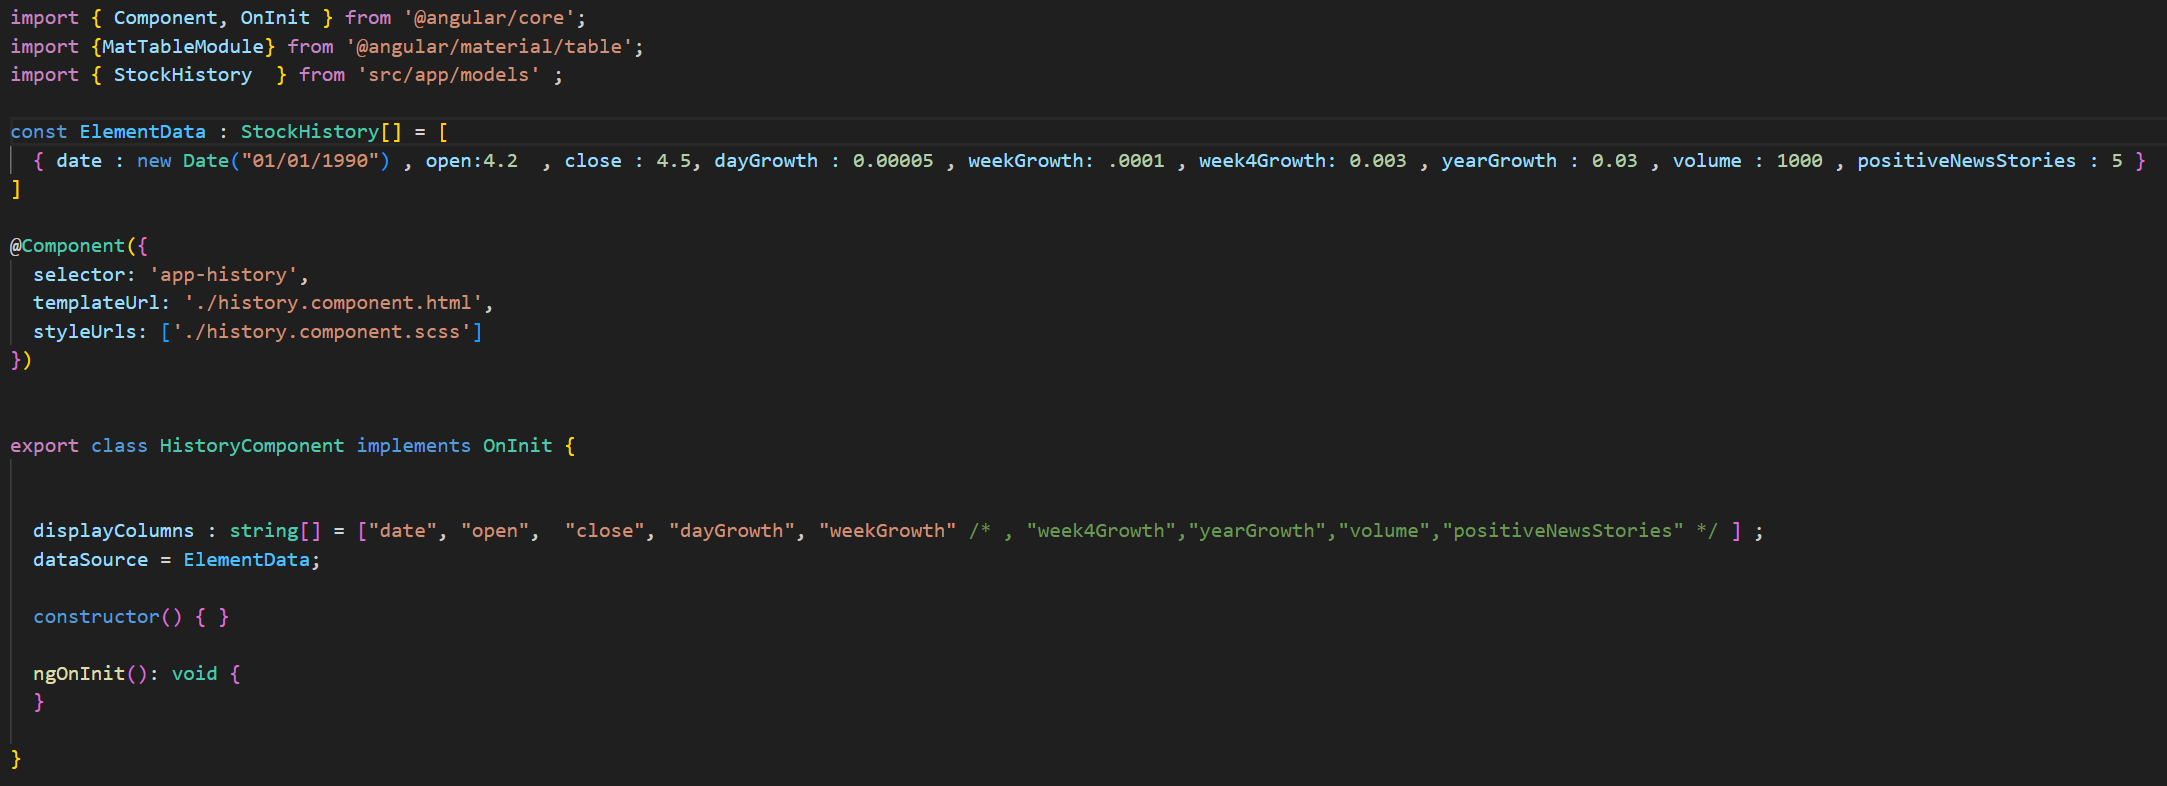 import { Component, OnInit } from '@angular/core';
import {MatTableModule} from '@angular/material/table';
import { StockHistory  } from 'src/app/models' ;
const ElementData : StockHistory[] = [
{ date : new Date("01/01/1990") , open:4.2  , close : 4.5, dayGrowth : 0.00005 , weekGrowth: .0001 , week4Growth: 0.003 , yearGrowth : 0.03 , volume : 1000 , positiveNewsStories : 5 }
]
@Component({
selector: 'app-history',
templateUrl: './history.component.html',
styleUrls: ['./history.component.scss']
})
export class HistoryComponent implements OnInit {
displayColumns : string[] = ["date", "open",  "close", "dayGrowth", "weekGrowth" /* , "week4Growth","yearGrowth","volume","positiveNewsStories" */ ] ;
dataSource = ElementData;
constructor() { }
ngOnInit(): void {
}
}